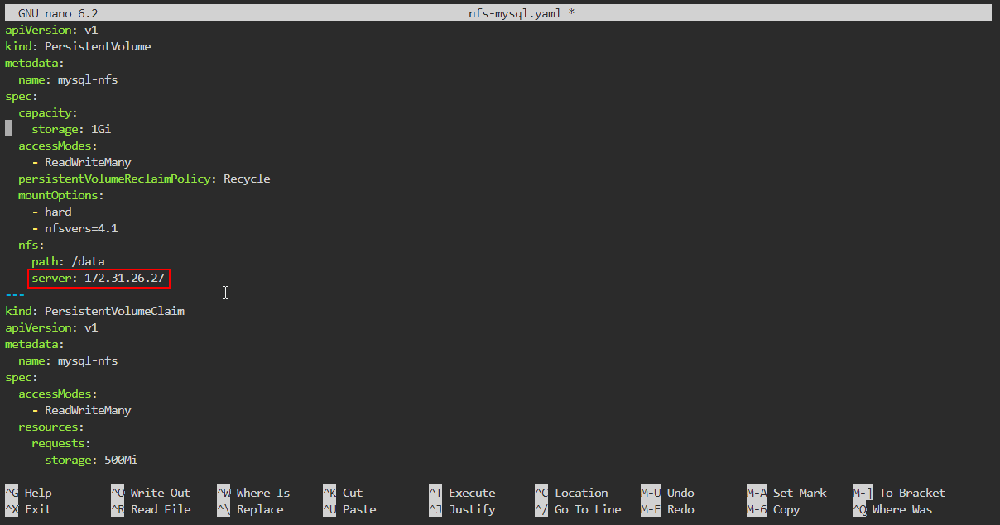 GNU nano 6.2 nfs-mysql.yaml *
apiVersion: v1
kind: PersistentVolume
metadata:
  name: mysql-nfs
spec:
  capacity:
    storage: 1Gi
  accessModes:
    - ReadWriteMany
  persistentVolumeReclaimPolicy: Recycle
  mountOptions:
    - hard
    - nfsvers=4.1
  nfs:
    path: /data
    server: 172.31.26.27
---
kind: PersistentVolumeClaim
apiVersion: v1
metadata:
  name: mysql-nfs
spec:
  accessModes:
    - ReadWriteMany
  resources:
    requests:
      storage: 500Mi
^G Help ^O Write Out ^W Where Is ^K Cut ^T Execute ^C Location M-U Undo M-A Set Mark M-] To Bracket
^X Exit ^R Read File ^\ Replace ^U Paste ^J Justify ^/ Go To Line M-E Redo M-6 Copy ^Q Where Was